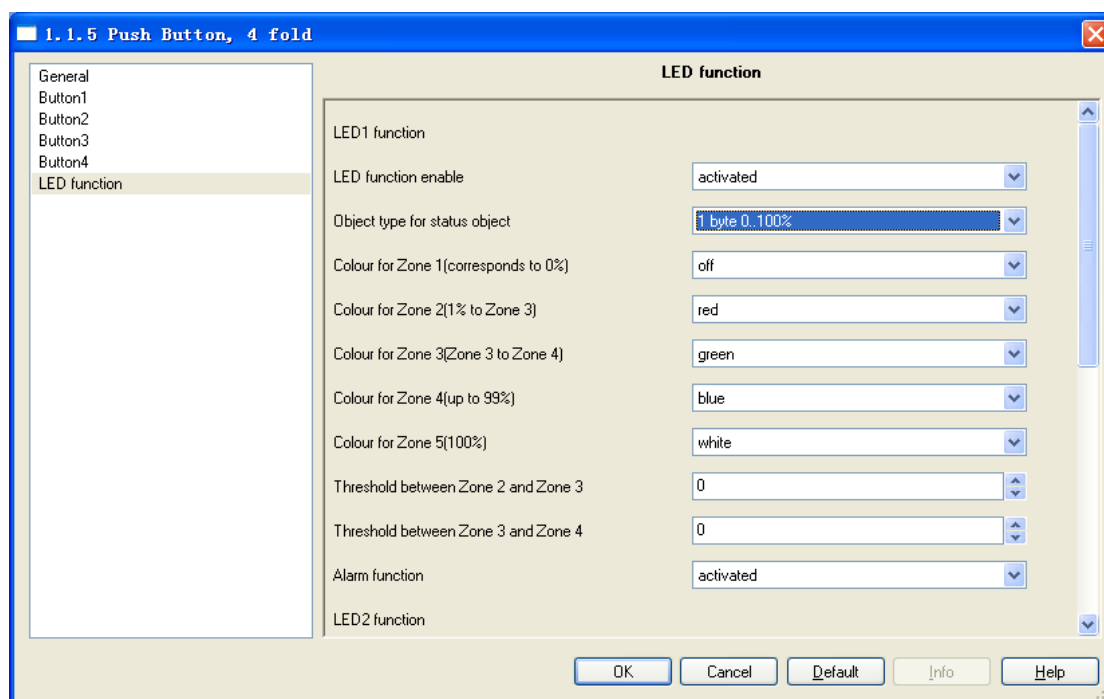 1.1.5 Push Button, 4 fold
General
Button1
Button2
Button3
Button4
LED function
LED function
LED1 function
LED function enable activated
Object type for status object 1 byte 0..100%
Colour for Zone 1(corresponds to 0%) off
Colour for Zone 2(1% to Zone 3) red
Colour for Zone 3(Zone 3 to Zone 4) green
Colour for Zone 4(up to 99%) blue
Colour for Zone 5(100%) white
Threshold between Zone 2 and Zone 3 0
Threshold between Zone 3 and Zone 4 0
Alarm function activated
LED2 function
OK Cancel Default Info Help